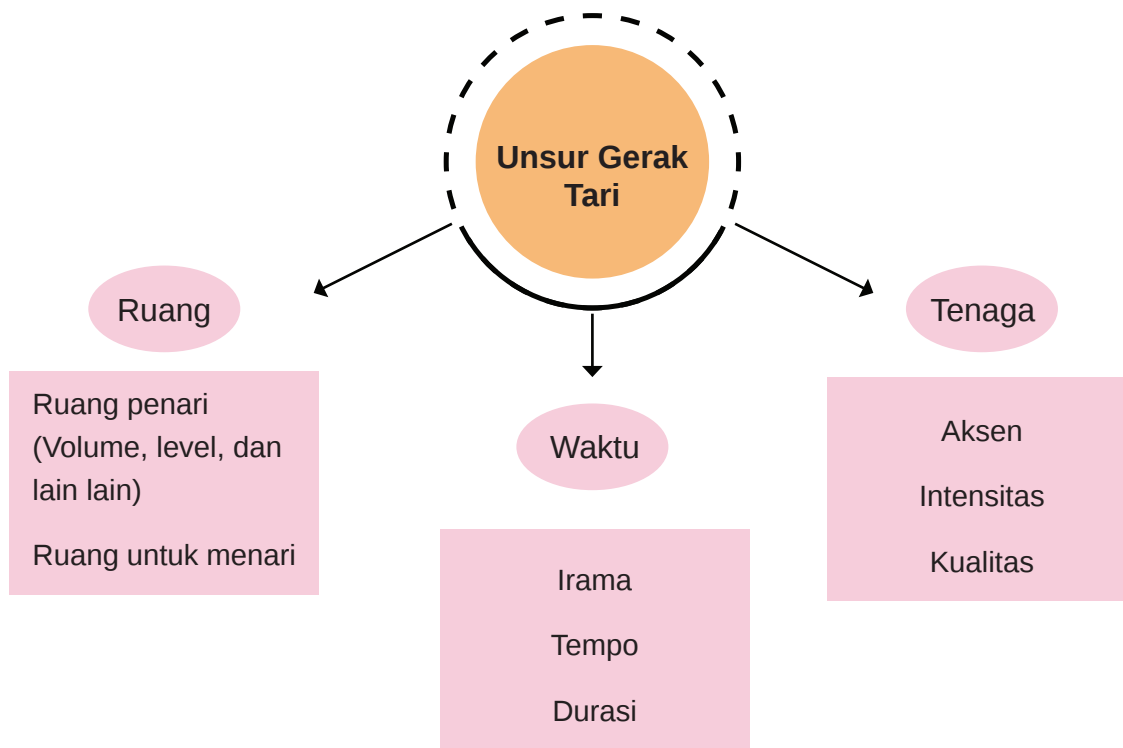 Unsur Gerak
Tari
Ruang
Ruang penari
(Volume, level, dan
lain lain)
Ruang untuk menari
Waktu
Irama
Tempo
Durasi
Tenaga
Aksen
Intensitas
Kualitas